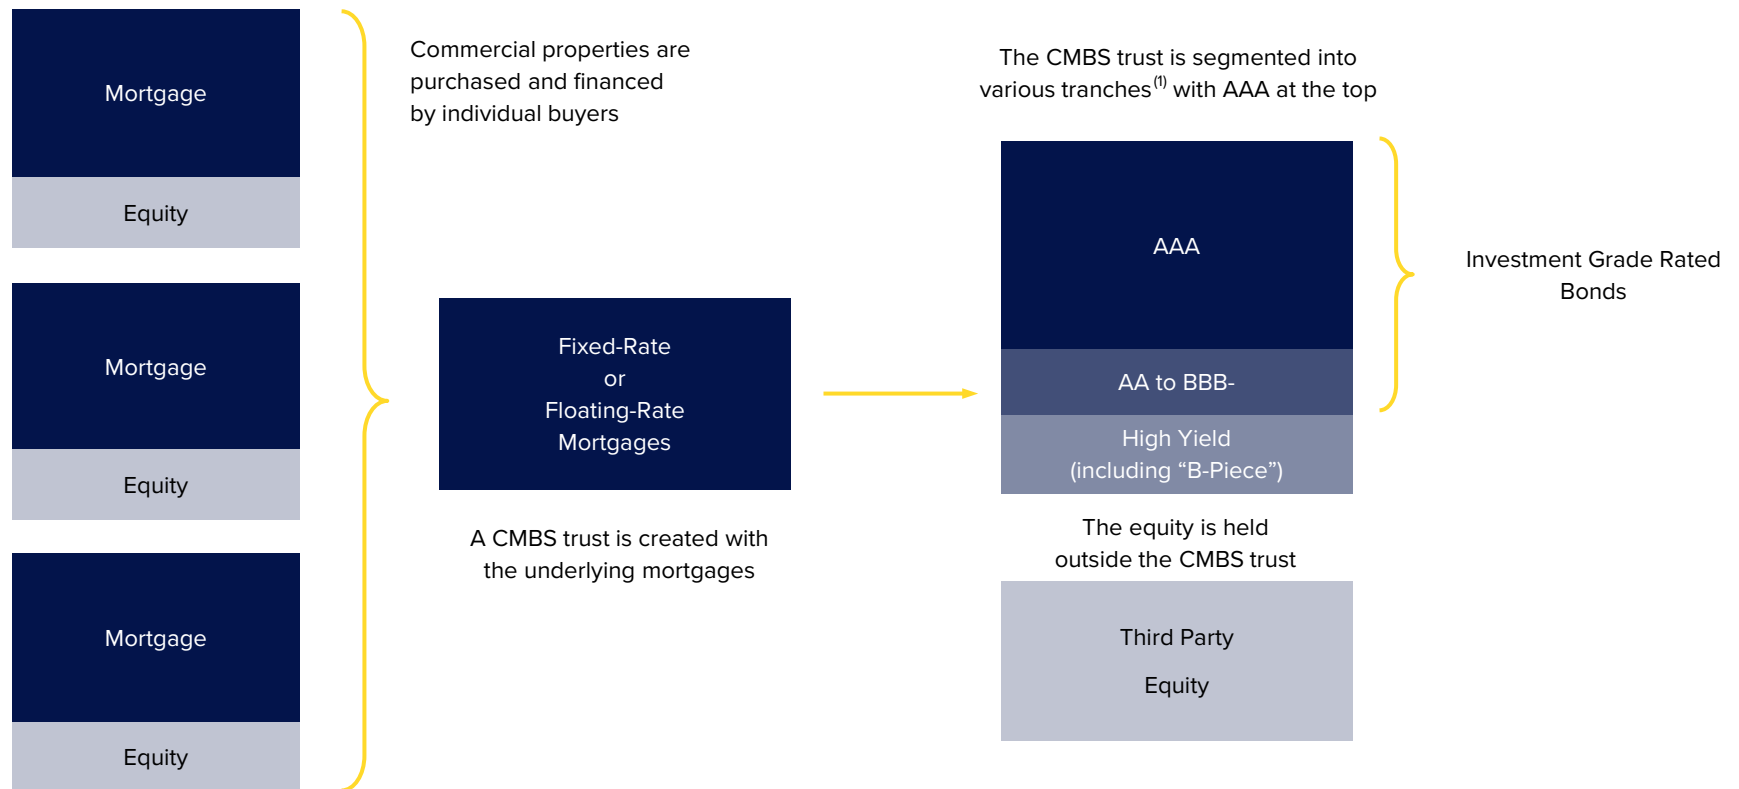 Mortgage
Equity
Mortgage
Equity
Mortgage
Equity
Commercial properties are
purchased and financed
by individual buyers
Fixed-Rate
or
Floating-Rate
Mortgages
A CMBS trust is created with
the underlying mortgages
The CMBS trust is segmented into
various tranches(1) with AAA at the top
AAA
AA to BBB-
High Yield
(including “B-Piece”)
The equity is held
outside the CMBS trust
Third Party
Equity
Investment Grade Rated
Bonds